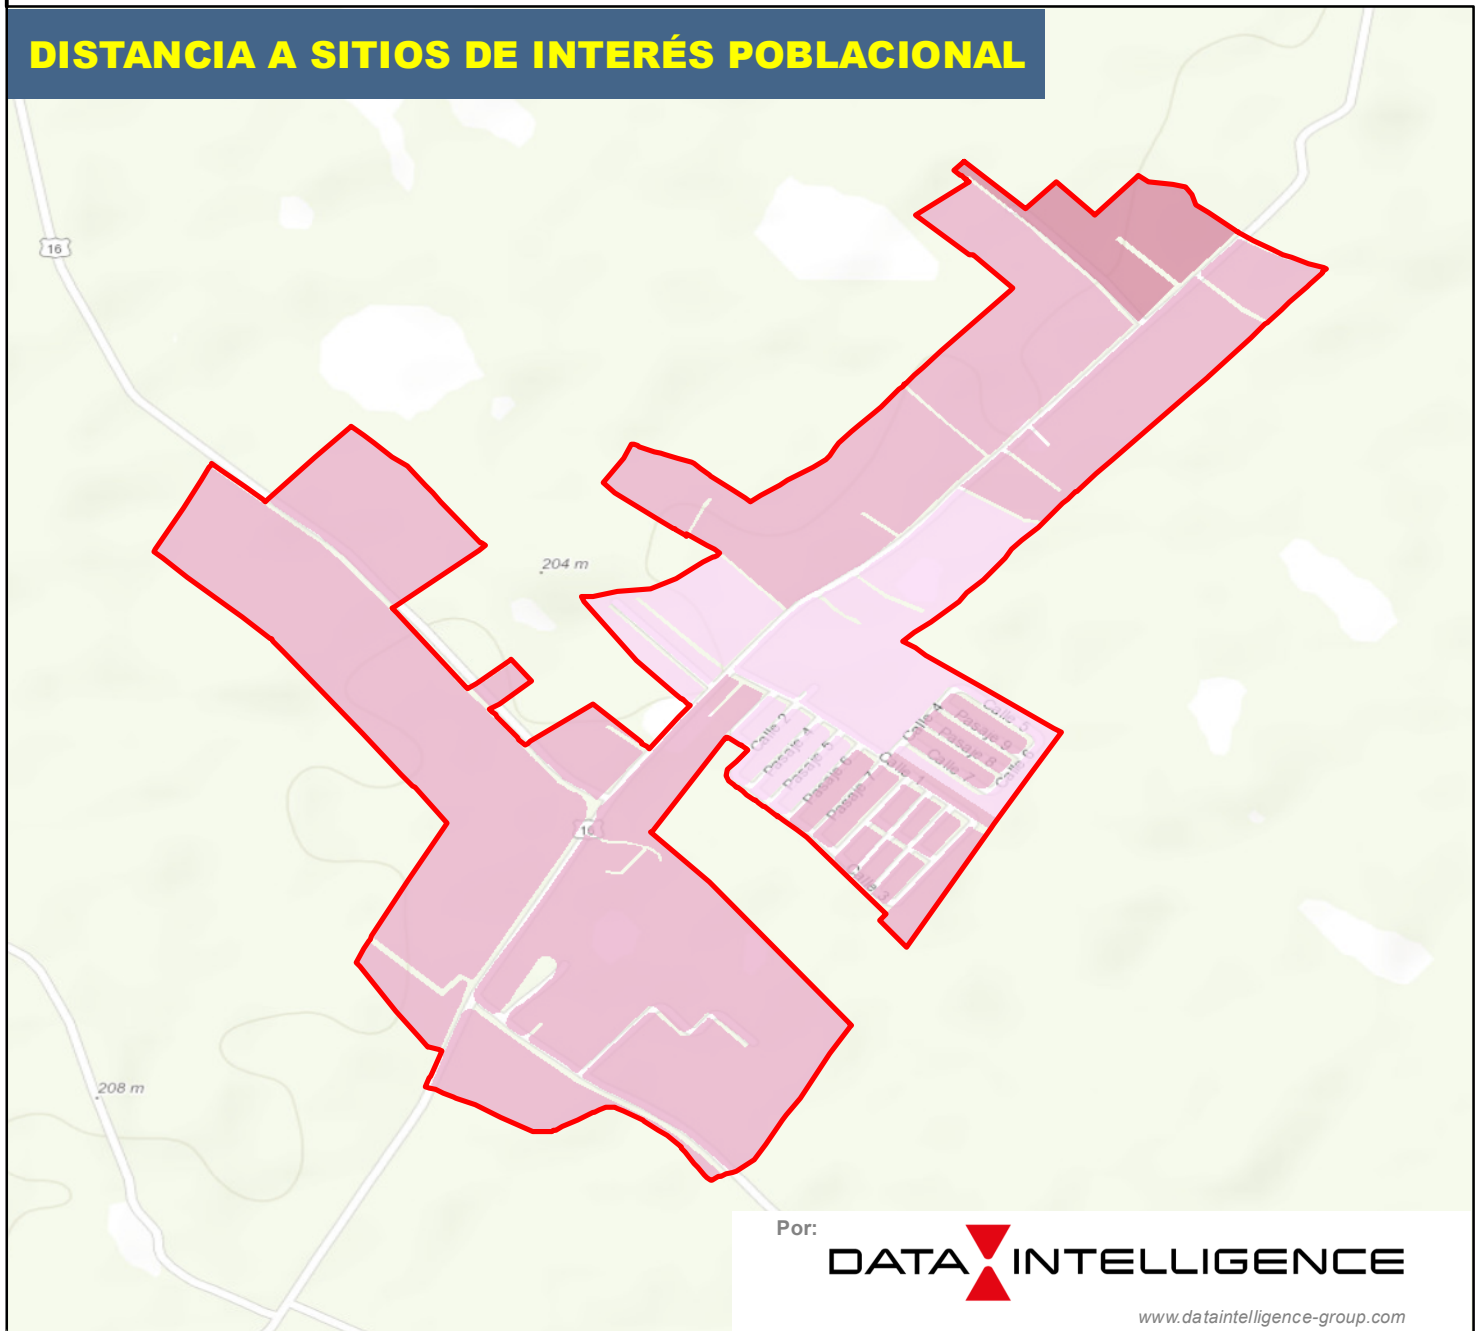 DISTANCIA A SITIOS DE INTERÉS POBLACIONAL
16
204 m
Calle 2
Pasaje 4
Pasaje 5
Pasaje 6
Pasaje 7
Calle 1
Calle 4
Calle 5
Pasaje 9
Pasaje 8
Calle 7
Calle 6
Calle 3
16
208 m
Por:
DATA INTELLIGENCE
www.dataintelligence-group.com